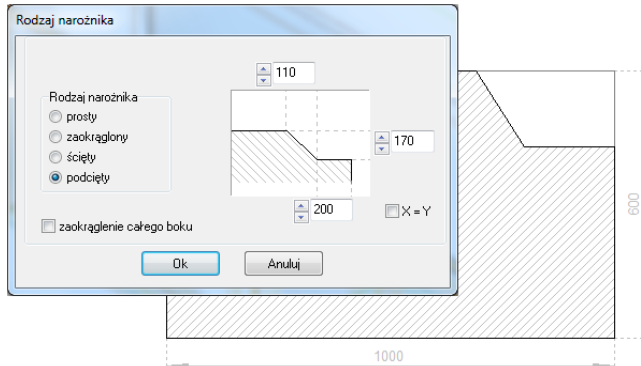 Rodzaj narożnika
110
Rodzaj narożnika
prosty
zaokrąglony
ścięty
podcięty
170
200
X = Y
zaokrąglenie całego boku
Ok
Anuluj
600
1000